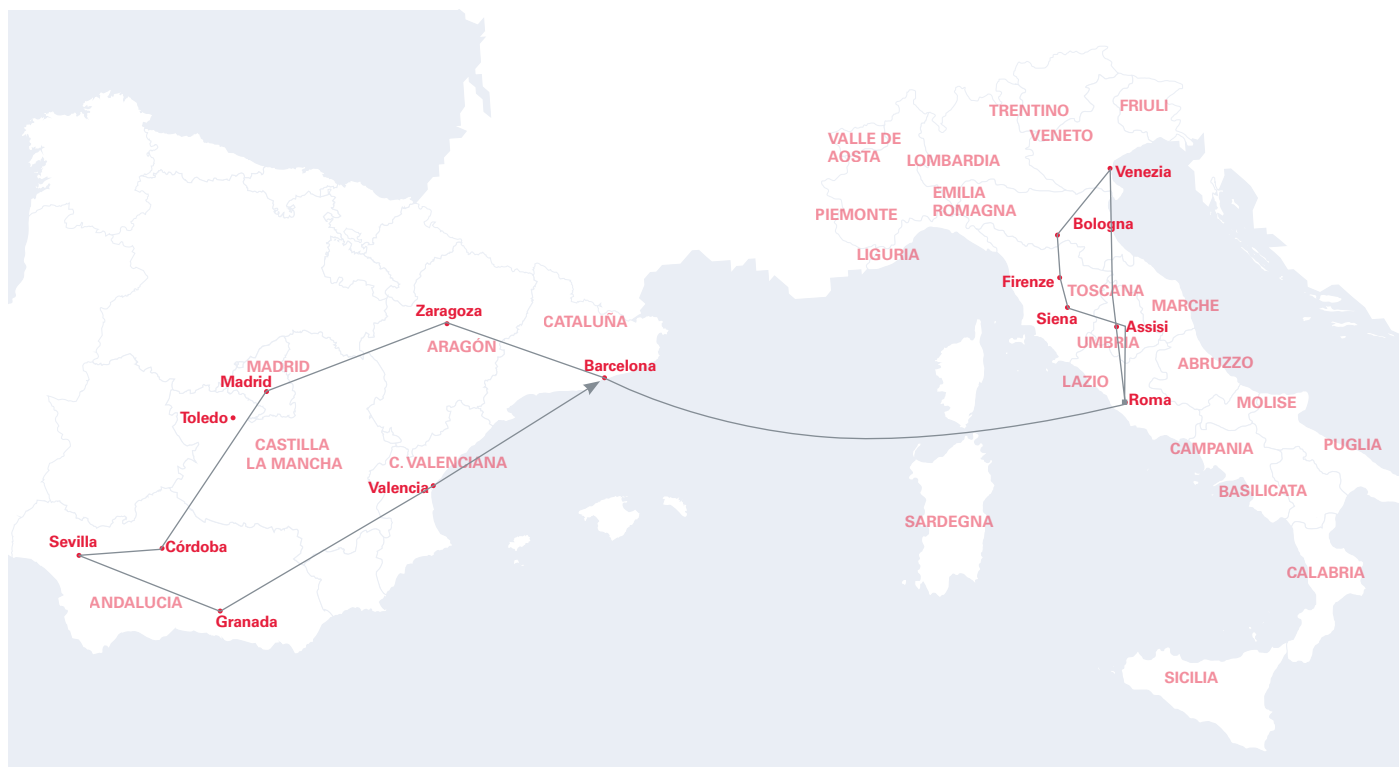 TRENTINO
FRIULI
VENETO
VALLE DE
AOSTA
LOMBARDIA
Venezia
EMILIA
ROMAGNA
PIEMONTE
Bologna
LIGURIA
Firenze
TOSCANA
MARCHE
Siena
Assisi
UMBRIA
ABRUZZO
LAZIO
Roma
MOLISE
CAMPANIA
PUGLIA
BASILICATA
SARDEGNA
CALABRIA
SICILIA
Zaragoza
CATALUÑA
ARAGÓN
Barcelona
MADRID
Madrid
Toledo
CASTILLA
LA MANCHA
C. VALENCIANA
Valencia
Sevilla
Córdoba
ANDALUCIA
Granada